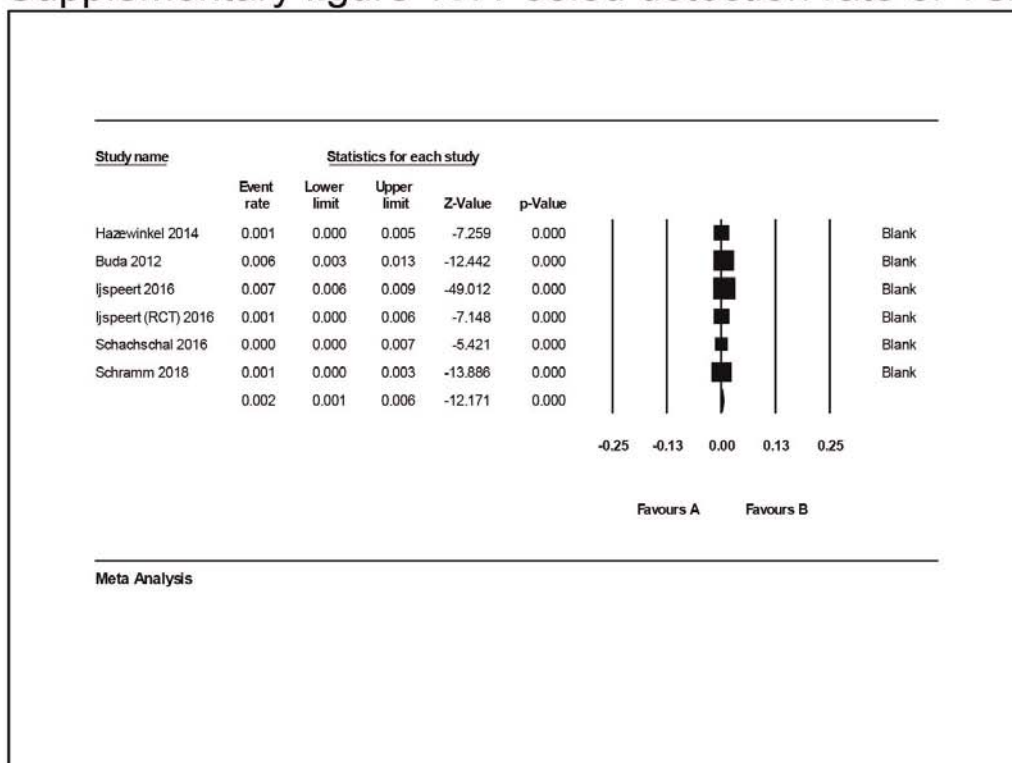 Study name Statistics for each study
Event rate Lower limit Upper limit Z-Value p-Value
Hazewinkel 2014 0.001 0.000 0.005 -7.259 0.000 Blank
Buda 2012 0.006 0.003 0.013 -12.442 0.000 Blank
Ijspeert 2016 0.007 0.006 0.009 -49.012 0.000 Blank
Ijspeert (RCT) 2016 0.001 0.000 0.006 -7.148 0.000 Blank
Schachschal 2016 0.000 0.000 0.007 -5.421 0.000 Blank
Schramm 2018 0.001 0.000 0.003 -13.886 0.000 Blank
0.002 0.001 0.006 -12.171 0.000
-0.25 -0.13 0.00 0.13 0.25
Favours A Favours B
Meta Analysis